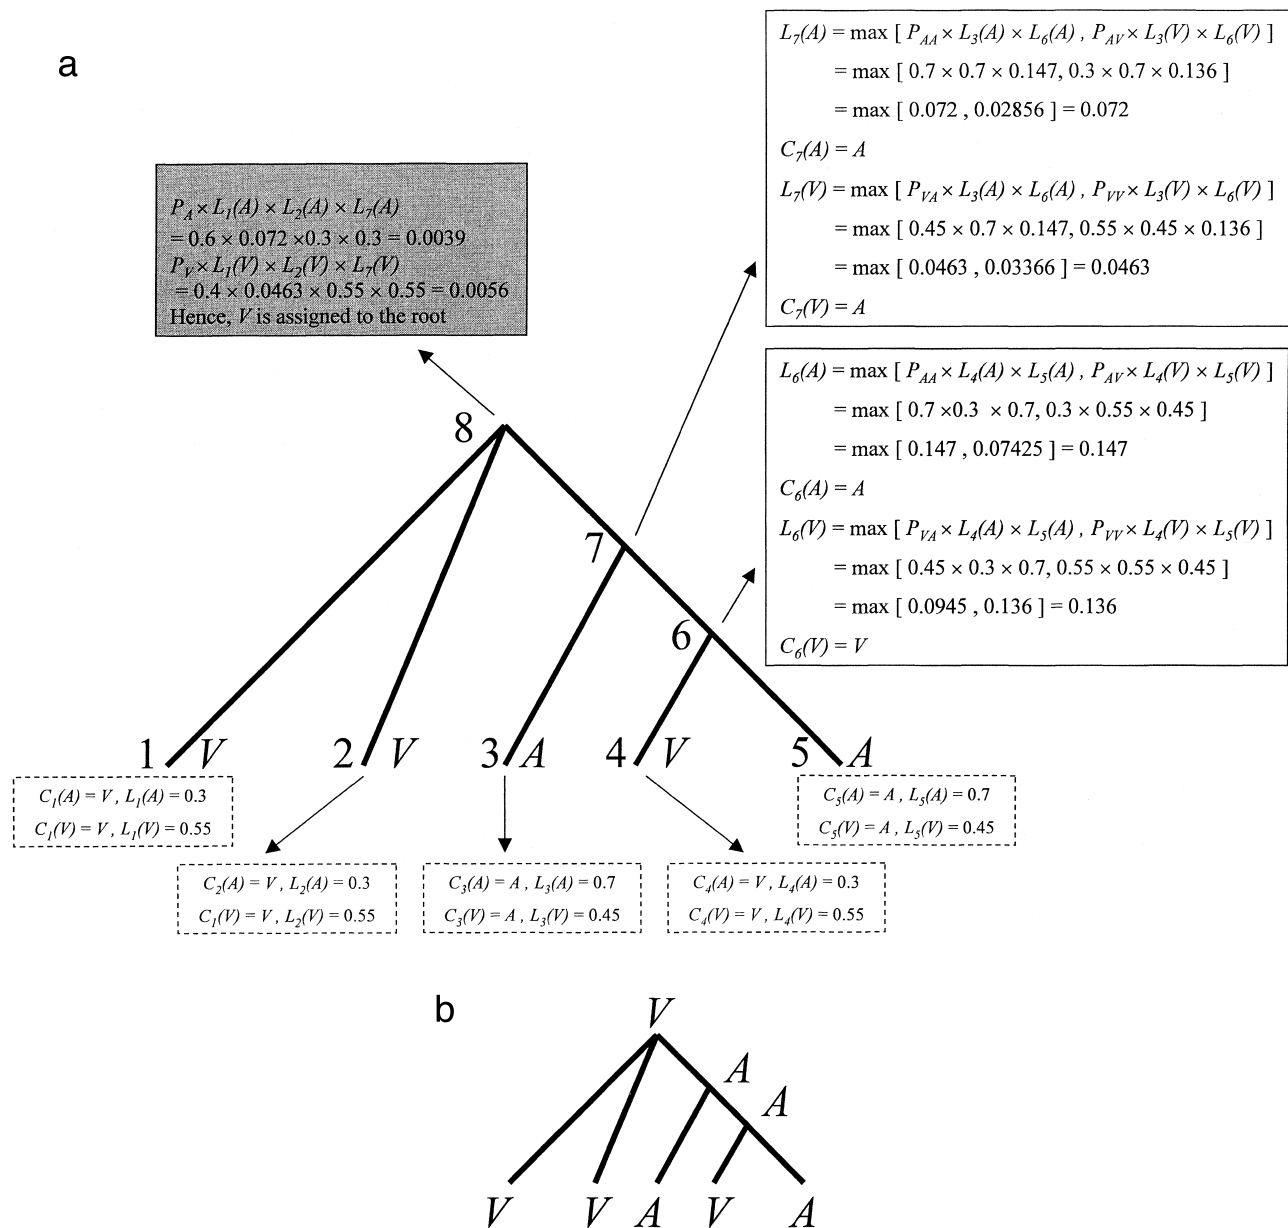 a
L7(A) = max [ PAA × L3(A) × L6(A) , PAV × L3(V) × L6(V) ]
= max [ 0.7 × 0.7 × 0.147, 0.3 × 0.7 × 0.136 ]
= max [ 0.072 , 0.02856 ] = 0.072
C7(A) = A
L7(V) = max [ PVA × L3(A) × L6(A) , PVV × L3(V) × L6(V) ]
= max [ 0.45 × 0.7 × 0.147, 0.55 × 0.45 × 0.136 ]
= max [ 0.0463 , 0.03366 ] = 0.0463
C7(V) = A
PA × L1(A) × L2(A) × L7(A)
= 0.6 × 0.072 ×0.3 × 0.3 = 0.0039
PV × L1(V) × L2(V) × L7(V)
= 0.4 × 0.0463 × 0.55 × 0.55 = 0.0056
Hence, V is assigned to the root
L6(A) = max [ PAA × L4(A) × L5(A) , PAV × L4(V) × L5(V) ]
= max [ 0.7 ×0.3 × 0.7, 0.3 × 0.55 × 0.45 ]
= max [ 0.147 , 0.07425 ] = 0.147
C6(A) = A
L6(V) = max [ PVA × L4(A) × L5(A) , PVV × L4(V) × L5(V) ]
= max [ 0.45 × 0.3 × 0.7, 0.55 × 0.55 × 0.45 ]
= max [ 0.0945 , 0.136 ] = 0.136
C6(V) = V
8
7
6
1 V 2 V 3 A 4 V 5 A
C1(A) = V , L1(A) = 0.3
C1(V) = V , L1(V) = 0.55
C2(A) = V , L2(A) = 0.3
C1(V) = V , L2(V) = 0.55
C3(A) = A , L3(A) = 0.7
C3(V) = A , L3(V) = 0.45
C4(A) = V , L4(A) = 0.3
C4(V) = V , L4(V) = 0.55
C5(A) = A , L5(A) = 0.7
C5(V) = A , L5(V) = 0.45
b
V
A
A
V V A V A